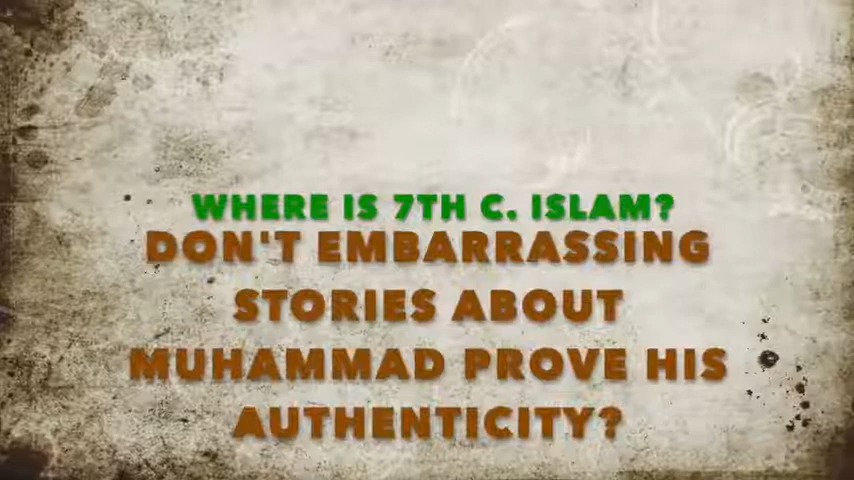 WHERE IS 7TH C. ISLAM?
DON'T EMBARRASSING
STORIES ABOUT
MUHAMMAD PROVE HIS
AUTHENTICITY?